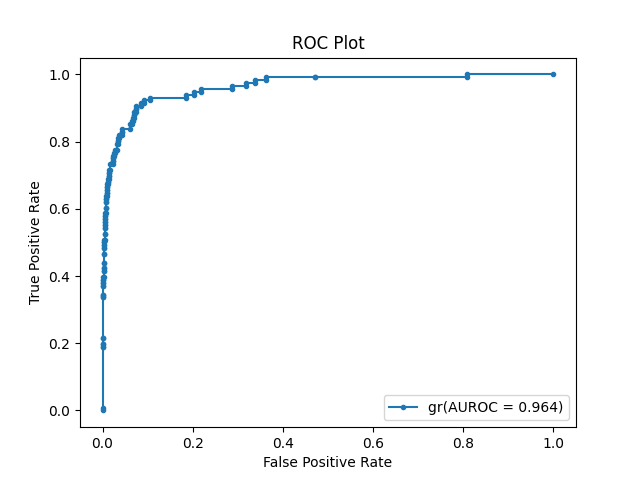 ROC Plot
True Positive Rate
1.0
0.8
0.6
0.4
0.2
0.0
gr(AUROC = 0.964)
0.0 0.2 0.4 0.6 0.8 1.0
False Positive Rate